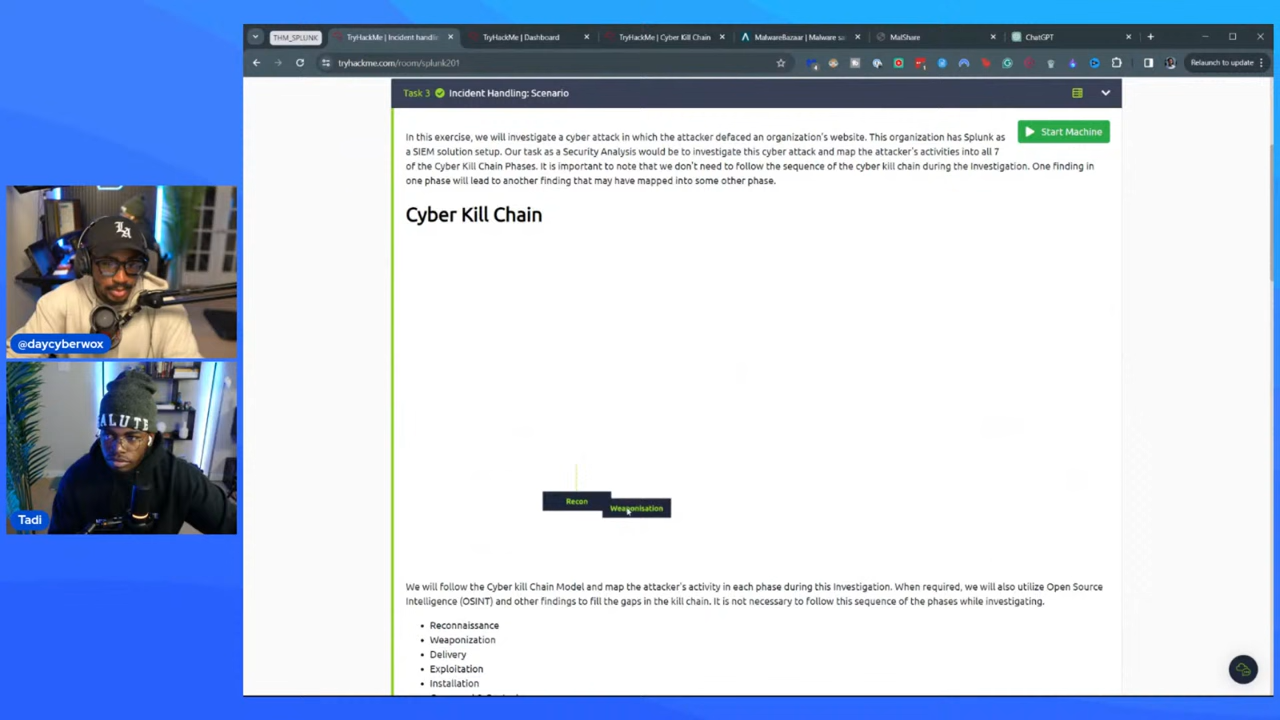 THM_SPLUNK
TryHackMe | Incident handli
TryHackMe | Dashboard
TryHackMe | Cyber Kill Chain
MalwareBazaar | Malware sa
MalShare
ChatGPT
tryhackme.com/room/splunk201
Relaunch to update
Task 3
Incident Handling: Scenario
In this exercise, we will investigate a cyber attack in which the attacker defaced an organization's website. This organization has Splunk as
a SIEM solution setup. Our task as a Security Analysis would be to investigate this cyber attack and map the attacker's activities into all 7
of the Cyber Kill Chain Phases. It is important to note that we don't need to follow the sequence of the cyber kill chain during the Investigation. One finding in
one phase will lead to another finding that may have mapped into some other phase.
Start Machine
Cyber Kill Chain
Recon
Weaponisation
We will follow the Cyber kill Chain Model and map the attacker's activity in each phase during this Investigation. When required, we will also utilize Open Source
Intelligence (OSINT) and other findings to fill the gaps in the kill chain. It is not necessary to follow this sequence of the phases while investigating.
• Reconnaissance
• Weaponization
• Delivery
• Exploitation
• Installation
LA
@daycyberwox
ALUTE
Tadi